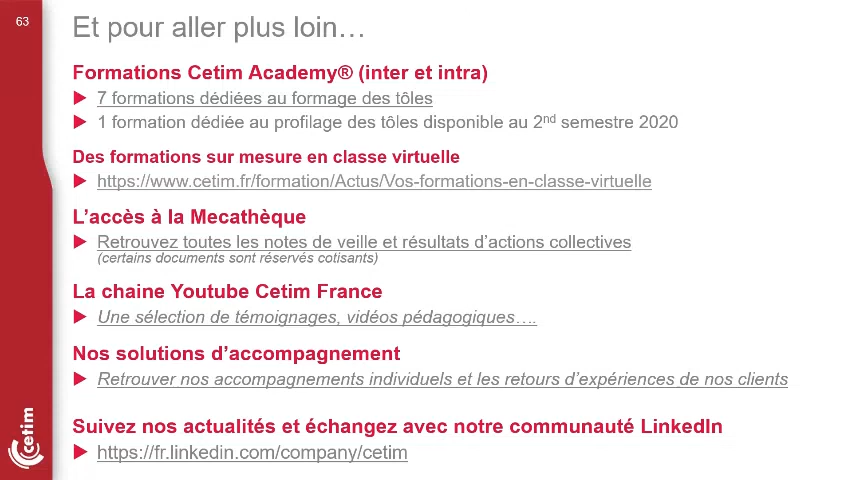 63
Et pour aller plus loin…
Formations Cetim Academy® (inter et intra)
7 formations dédiées au formage des tôles
1 formation dédiée au profilage des tôles disponible au 2nd semestre 2020
Des formations sur mesure en classe virtuelle
https://www.cetim.fr/formation/Actus/Vos-formations-en-classe-virtuelle
L’accès à la Mecathèque
Retrouvez toutes les notes de veille et résultats d’actions collectives
(certains documents sont réservés cotisants)
La chaine Youtube Cetim France
Une sélection de témoignages, vidéos pédagogiques….
Nos solutions d’accompagnement
Retrouver nos accompagnements individuels et les retours d’expériences de nos clients
Suivez nos actualités et échangez avec notre communauté LinkedIn
https://fr.linkedin.com/company/cetim
cetim